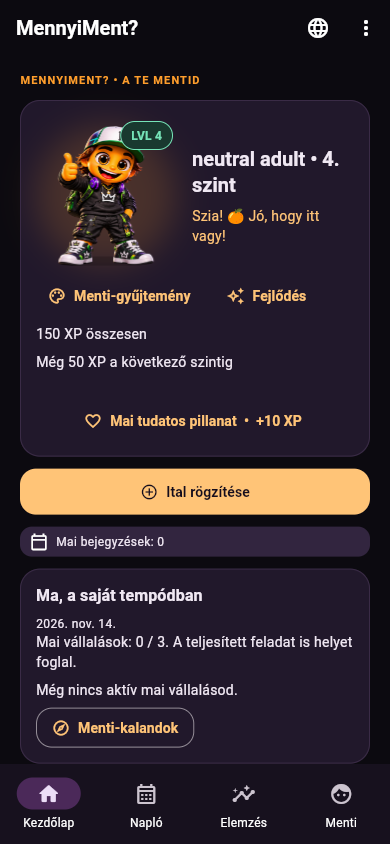 MennyiMent?
MENNYIMENT? • A TE MENTID
LVL 4
neutral adult • 4.
szint
Szia! 🍊 Jó, hogy itt
vagy!
Menti-gyűjtemény
Fejlődés
150 XP összesen
Még 50 XP a következő szintig
Mai tudatos pillanat • +10 XP
Ital rögzítése
Mai bejegyzések: 0
Ma, a saját tempódban
2026. nov. 14.
Mai vállalások: 0 / 3. A teljesített feladat is helyet
foglal.
Még nincs aktív mai vállalásod.
Menti-kalandok
Kezdőlap
Napló
Elemzés
Menti